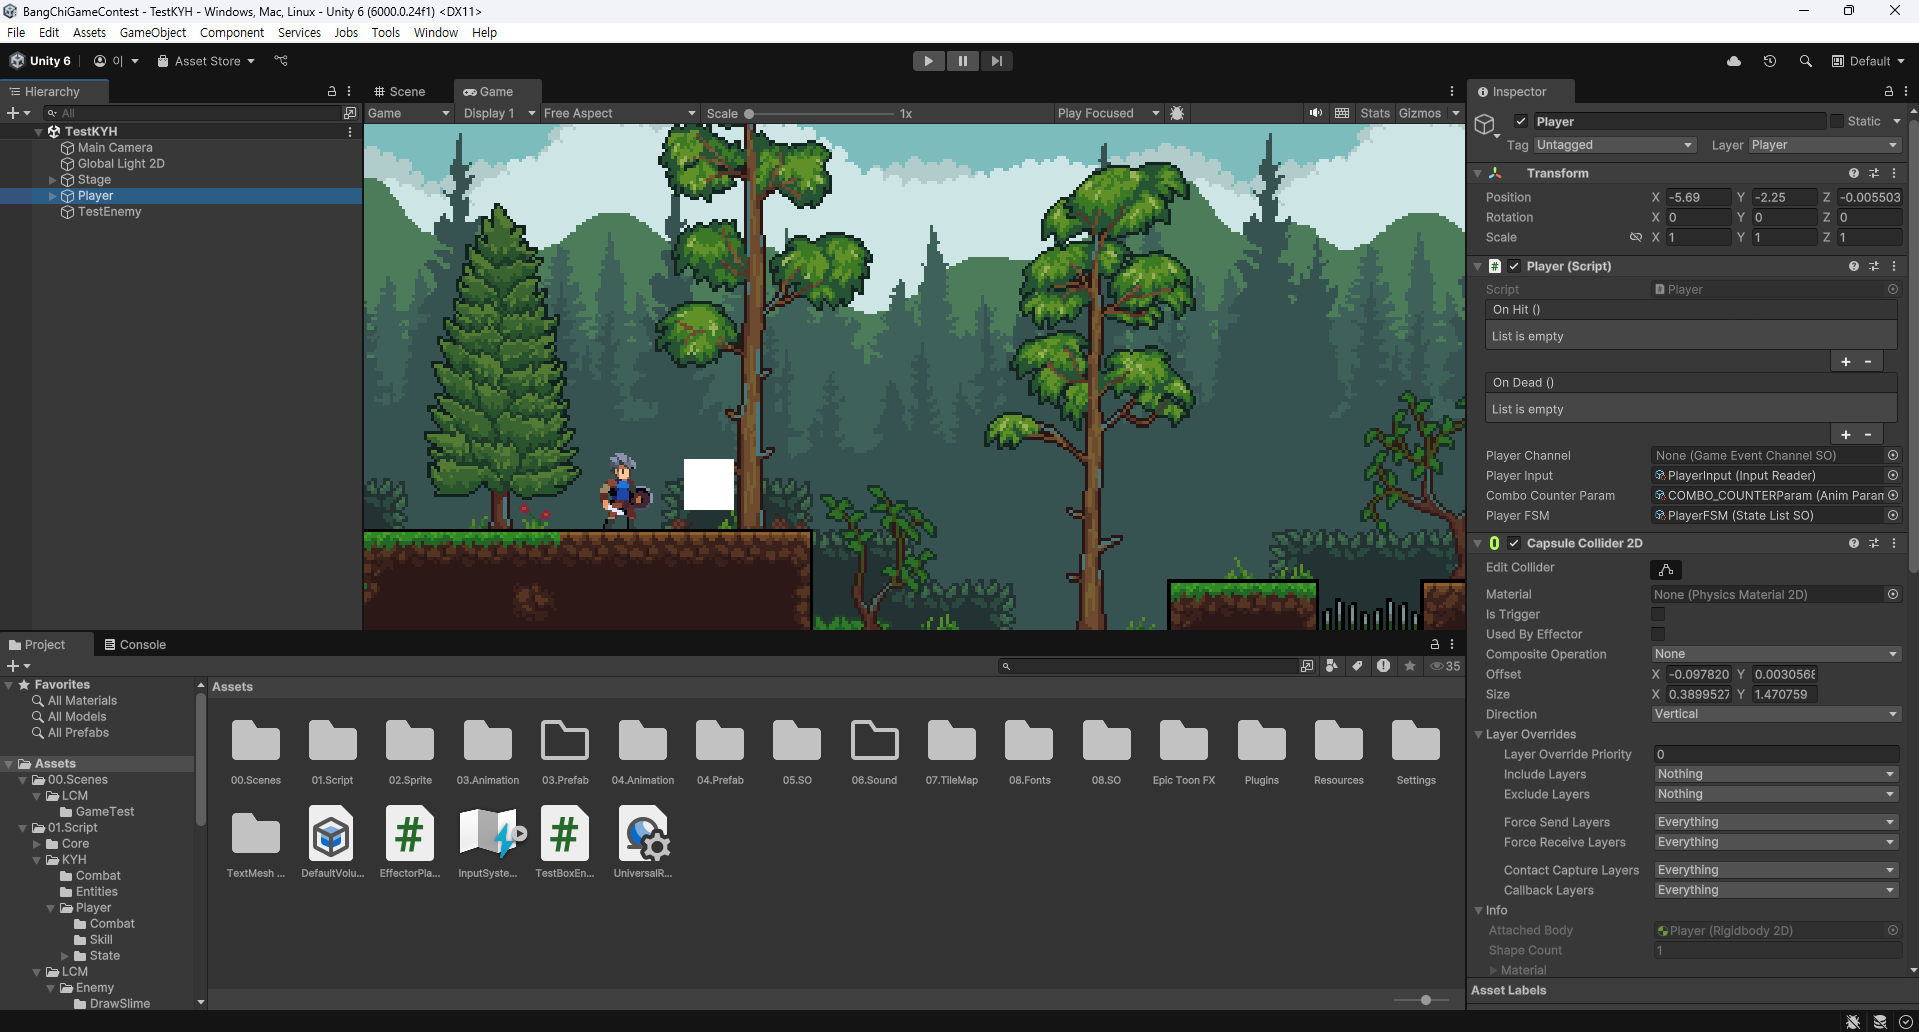 BangChiGameContest - TestKYH - Windows, Mac, Linux - Unity 6 (6000.0.24f1) <DX11>
File Edit Assets GameObject Component Services Jobs Tools Window Help
Unity 6 Asset Store Default
Hierarchy
All
TestKYH
Main Camera
Global Light 2D
Stage
Player
TestEnemy
Scene Game
Game Display 1 Free Aspect Scale 1x Play Focused Stats Gizmos
Inspector
Player Static
Tag Untagged Layer Player
Transform
Position X -5.69 Y -2.25 Z -0.005503
Rotation X 0 Y 0 Z 0
Scale X 1 Y 1 Z 1
Player (Script)
Script Player
On Hit ()
List is empty
+ -
On Dead ()
List is empty
+ -
Player Channel None (Game Event Channel SO)
Player Input PlayerInput (Input Reader)
Combo Counter Param COMBO_COUNTERParam (Anim Param
Player FSM PlayerFSM (State List SO)
Capsule Collider 2D
Edit Collider
Material None (Physics Material 2D)
Is Trigger
Used By Effector
Composite Operation None
Offset X -0.097820 Y 0.0030568
Size X 0.3899527 Y 1.470759
Direction Vertical
Layer Overrides
Layer Override Priority 0
Include Layers Nothing
Exclude Layers Nothing
Force Send Layers Everything
Force Receive Layers Everything
Contact Capture Layers Everything
Callback Layers Everything
Info
Attached Body Player (Rigidbody 2D)
Shape Count 1
Material
Asset Labels
Project Console
35
Favorites
All Materials
All Models
All Prefabs
Assets
00.Scenes
LCM
GameTest
01.Script
Core
KYH
Combat
Entities
Player
Combat
Skill
State
LCM
Enemy
DrawSlime
Assets
00.Scenes 01.Script 02.Sprite 03.Animation 03.Prefab 04.Animation 04.Prefab 05.SO 06.Sound 07.TileMap 08.Fonts 08.SO Epic Toon FX Plugins Resources Settings
TextMesh ... DefaultVolu... EffectorPla... InputSyste... TestBoxEn... UniversalR...